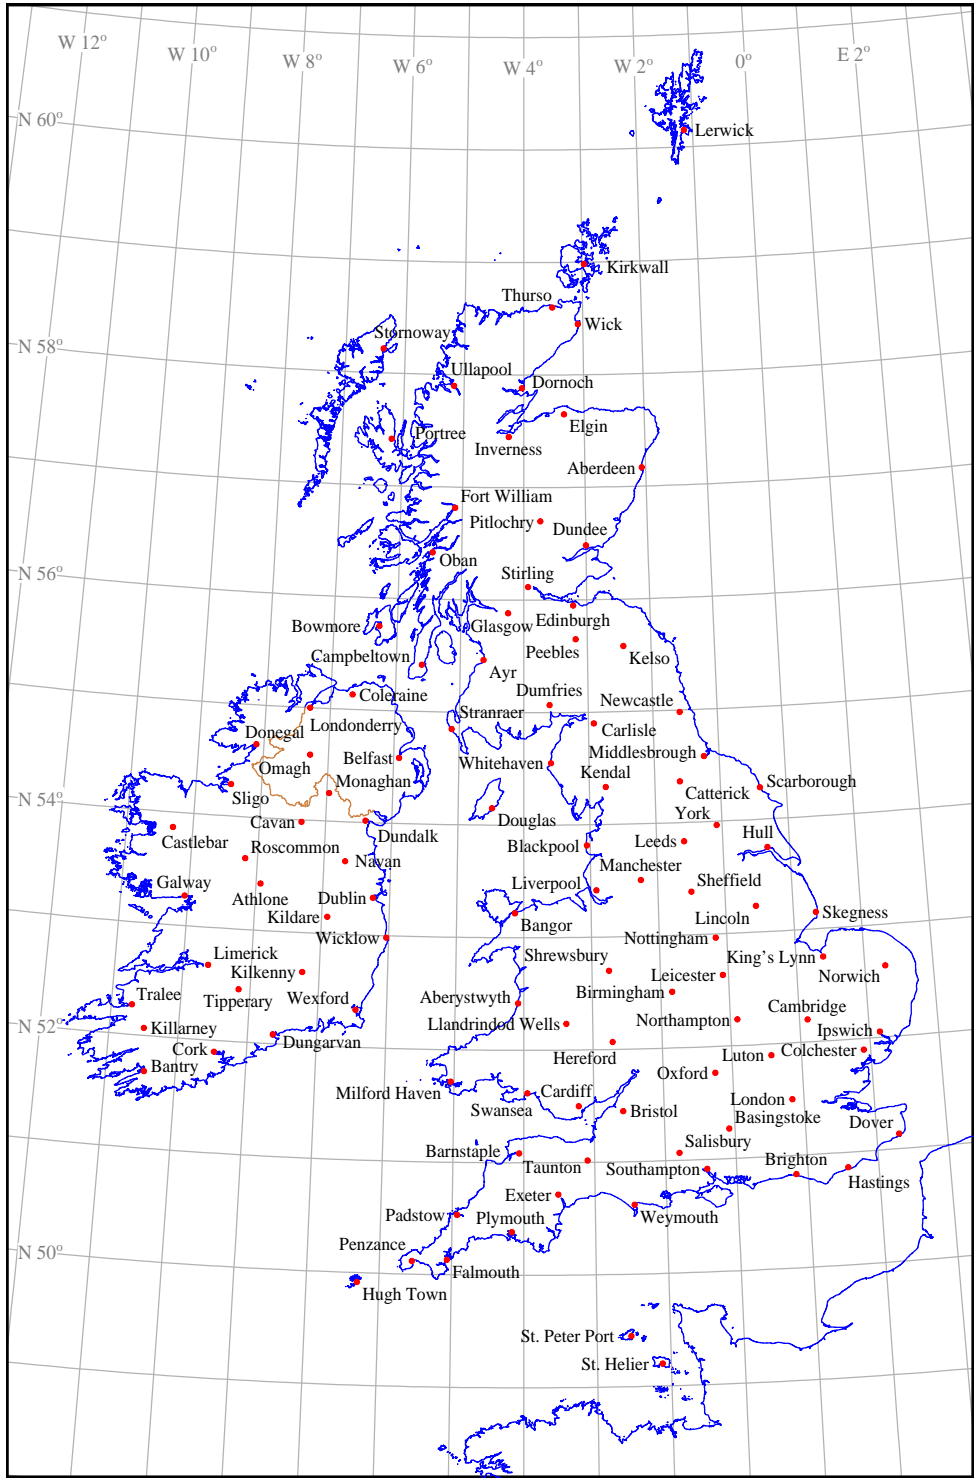 W 12°
W 10°
W 8°
W 6°
W 4°
W 2°
0°
E 2°
N 60°
Lerwick
Kirkwall
Thurso
Wick
Stornoway
N 58°
Ullapool
Dornoch
Elgin
Portree
Inverness
Aberdeen
Fort William
Pitlochry
Dundee
Oban
Stirling
N 56°
Bowmore
Glasgow
Edinburgh
Peebles
Kelso
Campbeltown
Ayr
Coleraine
Dumfries
Newcastle
Stranraer
Londonderry
Carlisle
Donegal
Middlesbrough
Belfast
Whitehaven
Omagh
Kendal
Monaghan
Scarborough
Catterick
Sligo
N 54°
Douglas
York
Cavan
Dundalk
Hull
Castlebar
Roscommon
Blackpool
Leeds
Navan
Manchester
Galway
Liverpool
Sheffield
Athlone
Dublin
Lincoln
Skegness
Kildare
Bangor
Wicklow
Nottingham
Limerick
Shrewsbury
King's Lynn
Kilkenny
Leicester
Norwich
Tralee
Tipperary
Wexford
Aberystwyth
Birmingham
Cambridge
N 52°
Killarney
Llandrindod Wells
Northampton
Ipswich
Dungarvan
Cork
Hereford
Luton
Colchester
Bantry
Oxford
Milford Haven
Cardiff
London
Swansea
Bristol
Basingstoke
Dover
Salisbury
Barnstaple
Taunton
Southampton
Brighton
Hastings
Exeter
Padstow
Plymouth
Weymouth
Penzance
N 50°
Falmouth
Hugh Town
St. Peter Port
St. Helier